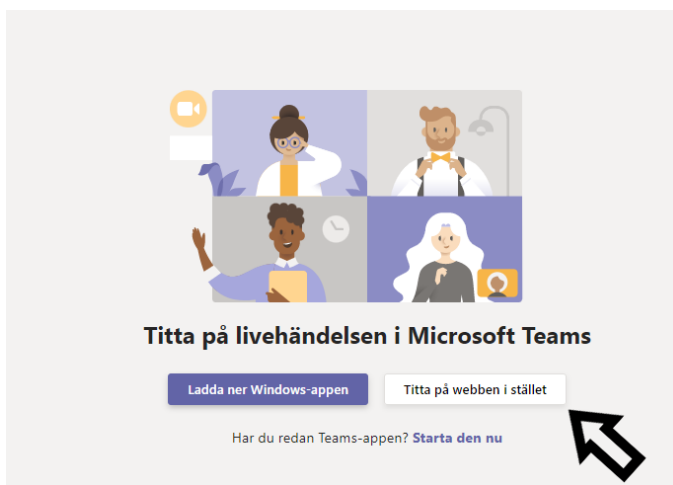 Titta på livehändelsen i Microsoft Teams
Ladda ner Windows-appen
Titta på webben i stället
Har du redan Teams-appen? Starta den nu